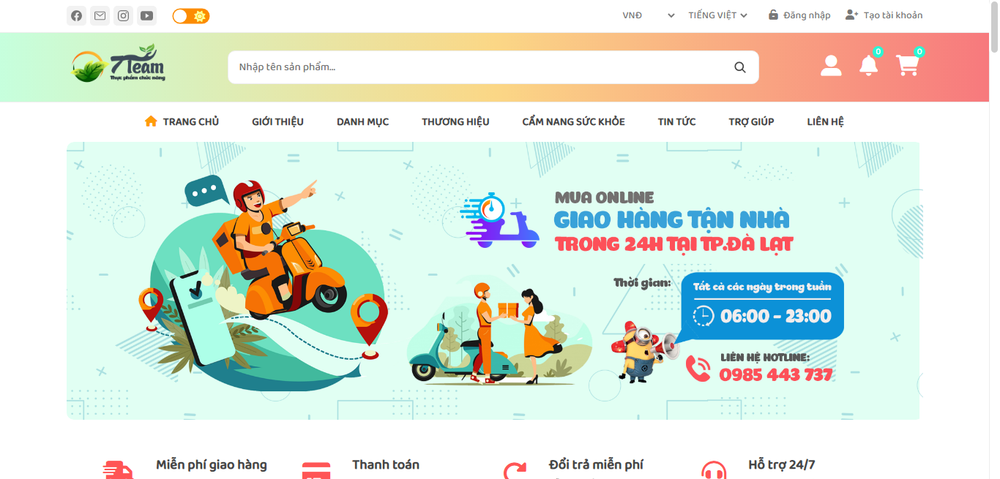 VNĐ
TIẾNG VIỆT
Đăng nhập
Tạo tài khoản
7Team
Thực phẩm chức năng
Nhập tên sản phẩm...
0
0
TRANG CHỦ
GIỚI THIỆU
DANH MỤC
THƯƠNG HIỆU
CẨM NANG SỨC KHỎE
TIN TỨC
TRỢ GIÚP
LIÊN HỆ
MUA ONLINE
GIAO HÀNG TẬN NHÀ
TRONG 24H TẠI TP.ĐÀ LẠT
Thời gian:
Tất cả các ngày trong tuần
06:00 - 23:00
LIÊN HỆ HOTLINE:
0985 443 737
Miễn phí giao hàng
Thanh toán
Đổi trả miễn phí
Hỗ trợ 24/7